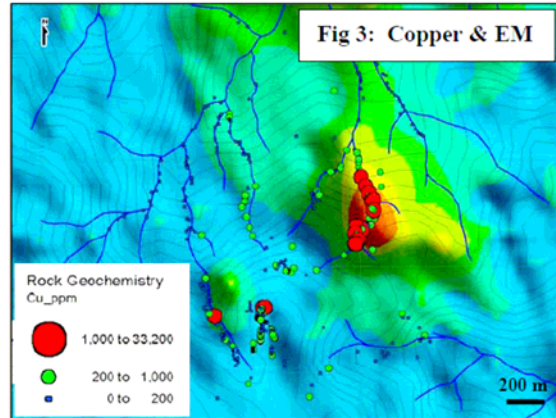 Fig 3: Copper & EM
Rock Geochemistry
Cu_ppm
1,000 to 33,200
200 to 1,000
0 to 200
200 m